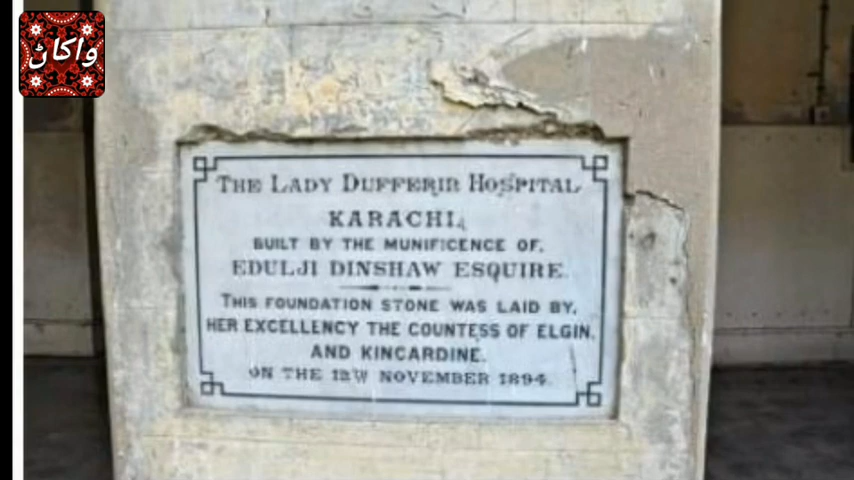 واکاڻ
THE LADY DUFFERIN HOSPITAL
KARACHI,
BUILT BY THE MUNIFICENCE OF,
EDULJI DINSHAW ESQUIRE.
THIS FOUNDATION STONE WAS LAID BY,
HER EXCELLENCY THE COUNTESS OF ELGIN,
AND KINCARDINE.
ON THE 12TH NOVEMBER 1894.